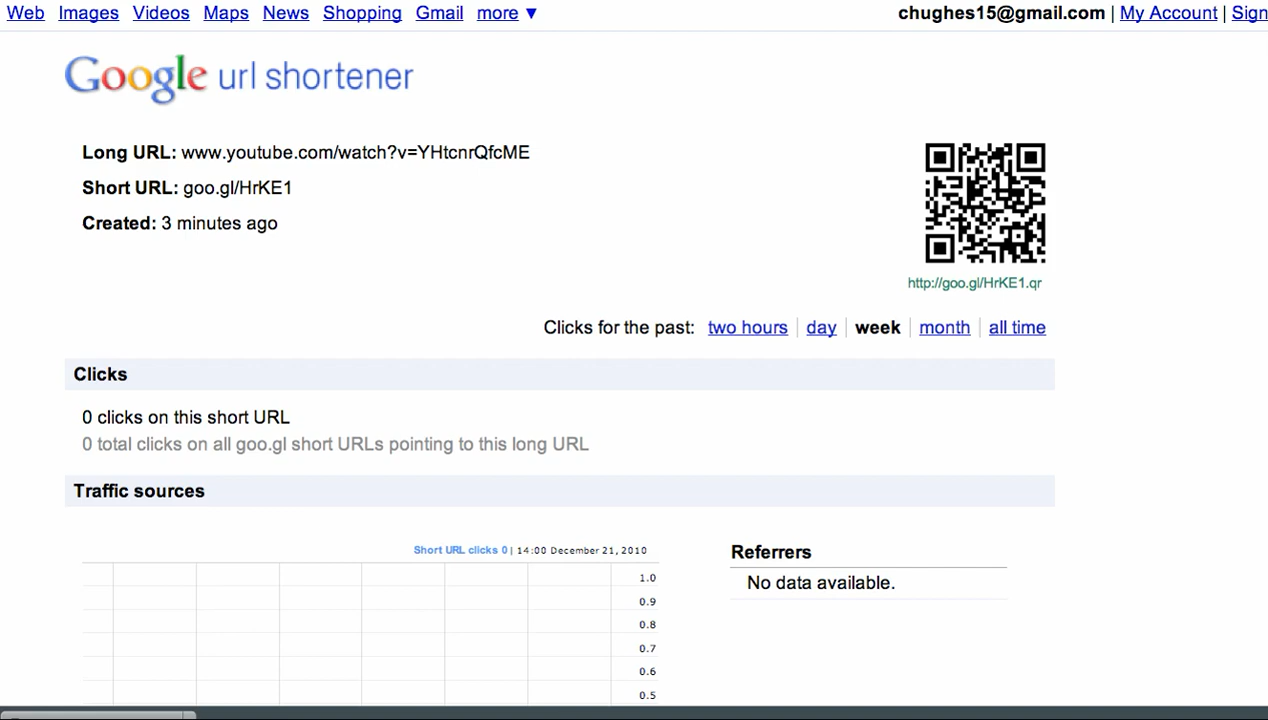 Web Images Videos Maps News Shopping Gmail more ▼ chughes15@gmail.com | My Account | Sign
Google url shortener
Long URL: www.youtube.com/watch?v=YHtcnrQfcME
Short URL: goo.gl/HrKE1
Created: 3 minutes ago
http://goo.gl/HrKE1.qr
Clicks for the past: two hours | day | week | month | all time
Clicks
0 clicks on this short URL
0 total clicks on all goo.gl short URLs pointing to this long URL
Traffic sources
Short URL clicks 0 | 14:00 December 21, 2010
Referrers
No data available.
1.0
0.9
0.8
0.7
0.6
0.5